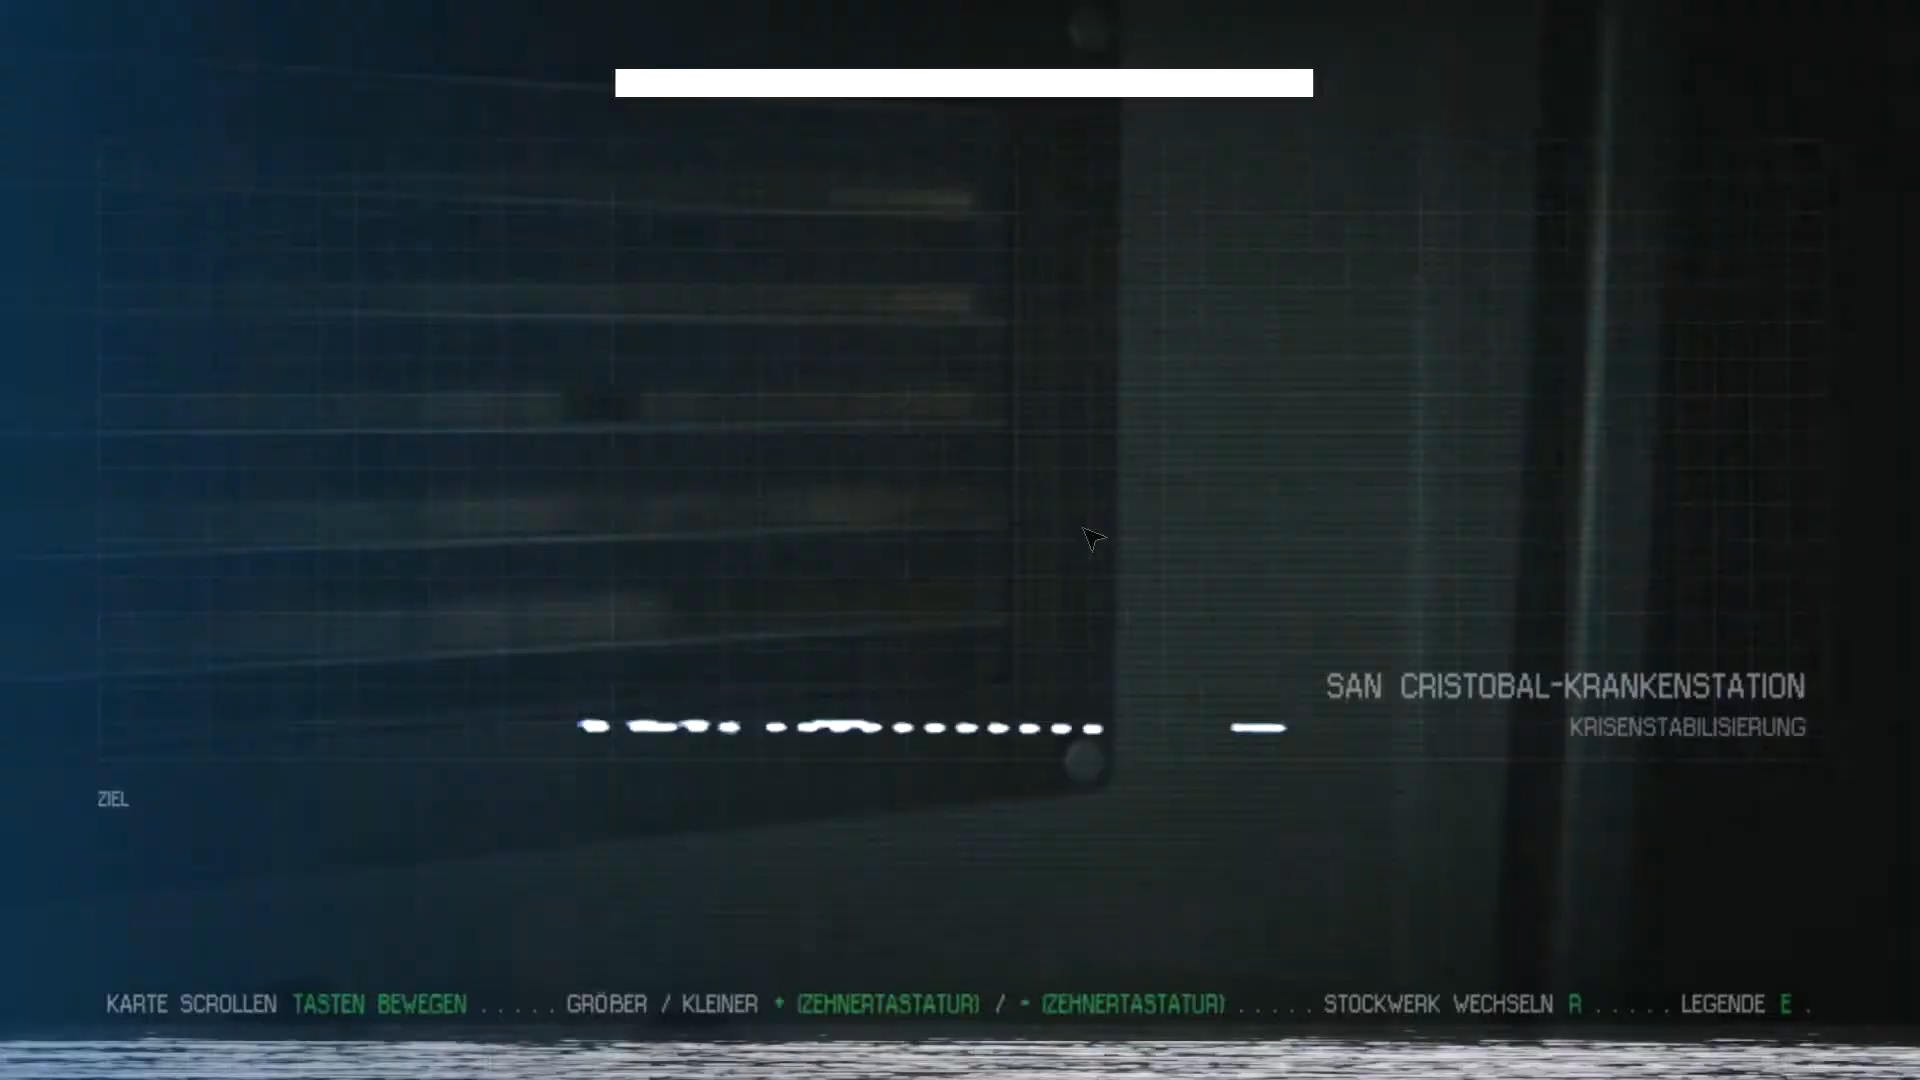 SAN CRISTOBAL-KRANKENSTATION
KRISENSTABILISIERUNG
ZIEL
KARTE SCROLLEN TASTEN BEWEGEN ..... GRÖßER / KLEINER + (ZEHNERTASTATUR) / - (ZEHNERTASTATUR) ..... STOCKWERK WECHSELN R ..... LEGENDE E .